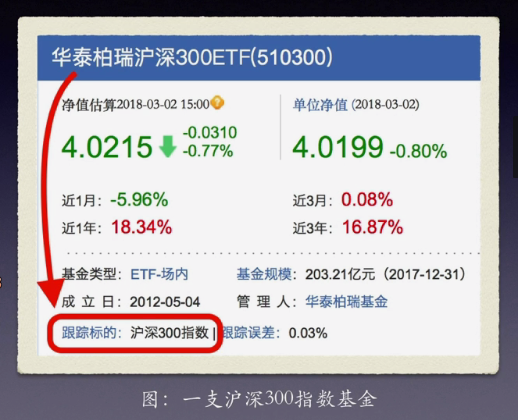 华泰柏瑞沪深300ETF(510300)
净值估算2018-03-02 15:00 ? 单位净值 (2018-03-02)
4.0215 -0.0310 -0.77% 4.0199 -0.80%
近1月: -5.96% 近3月: 0.08%
近1年: 18.34% 近3年: 16.87%
基金类型: ETF-场内 基金规模: 203.21亿元 (2017-12-31)
成 立 日: 2012-05-04 管 理 人: 华泰柏瑞基金
跟踪标的: 沪深300指数 | 跟踪误差: 0.03%
图: 一支沪深300指数基金